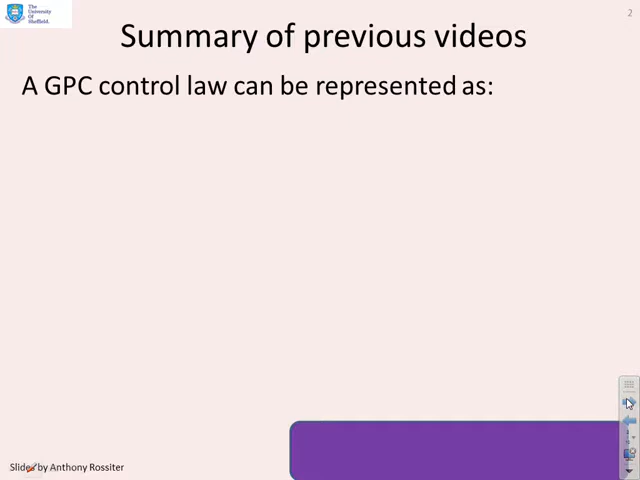 The
University
Of
Sheffield.
2
Summary of previous videos
A GPC control law can be represented as:
Slides by Anthony Rossiter